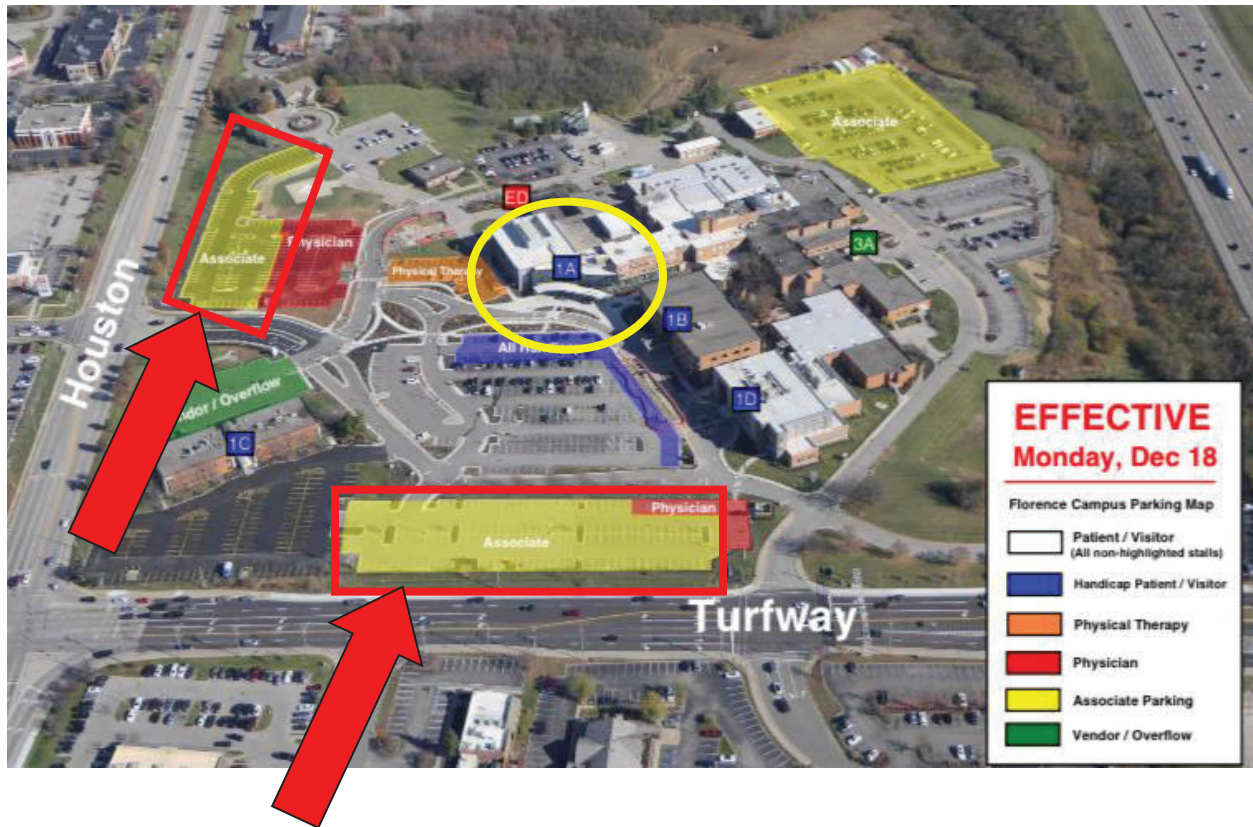 Associate
ED
Physician
3A
Associate
Physical Therapy
1A
Houston
1B
1D
1C
Physician
Associate
Turfway
EFFECTIVE
Monday, Dec 18
Florence Campus Parking Map
Patient / Visitor
(All non-highlighted stalls)
Handicap Patient / Visitor
Physical Therapy
Physician
Associate Parking
Vendor / Overflow
/ Overflow
All